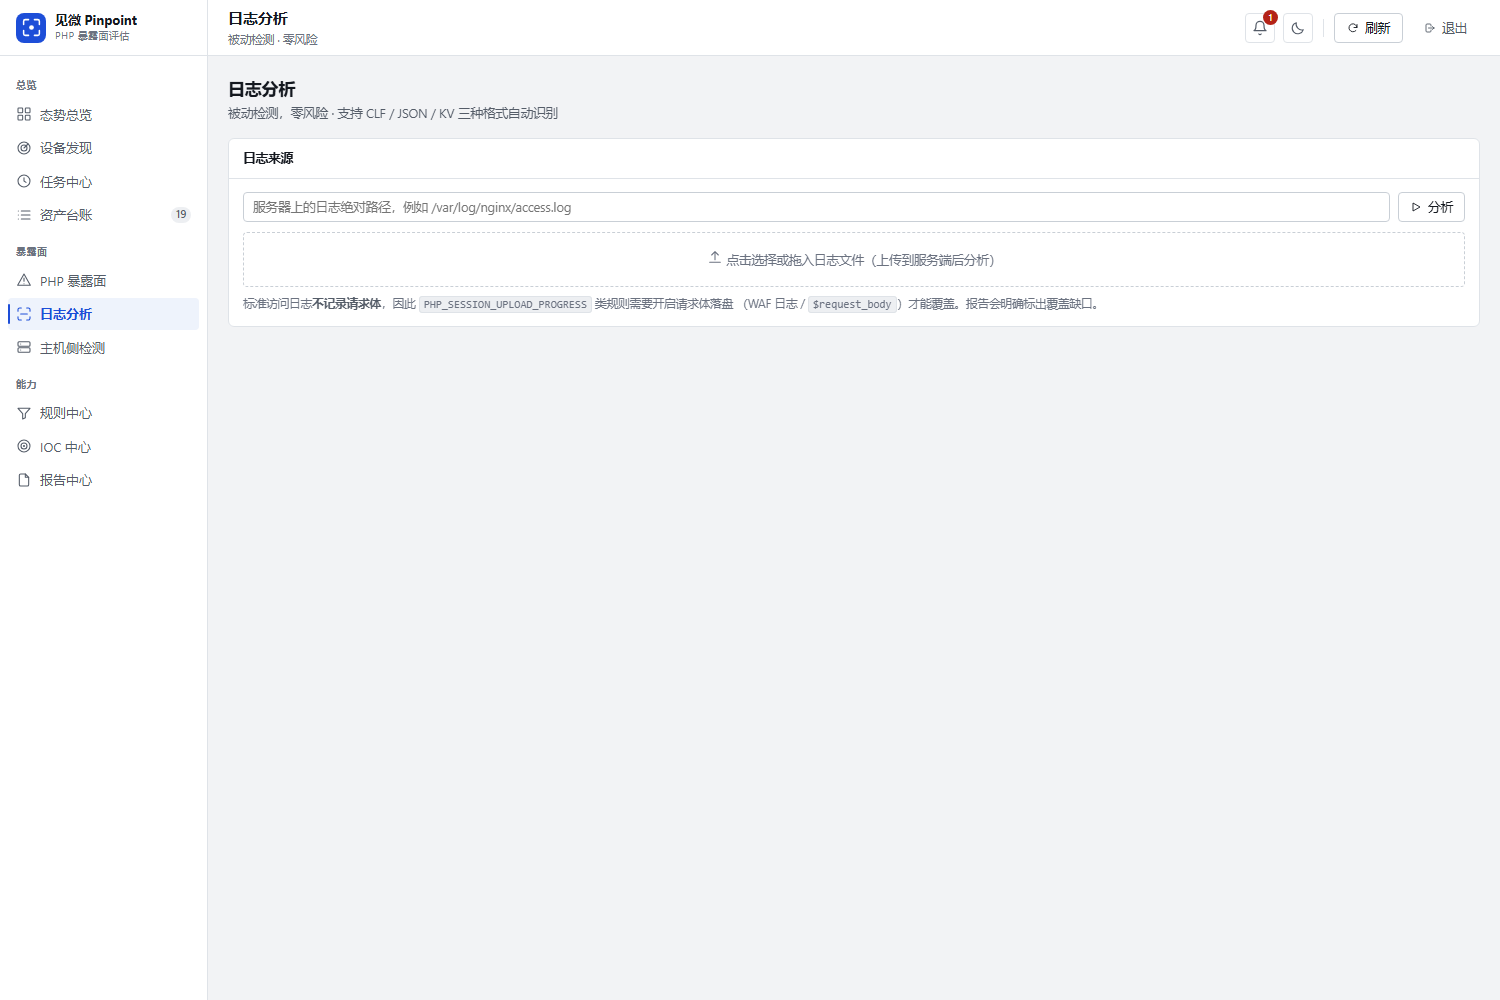 见微 Pinpoint
PHP 暴露面评估
总览
态势总览
设备发现
任务中心
资产台账 19
暴露面
PHP 暴露面
日志分析
主机侧检测
能力
规则中心
IOC 中心
报告中心
日志分析
被动检测 · 零风险
1
刷新
退出
日志分析
被动检测，零风险 · 支持 CLF / JSON / KV 三种格式自动识别
日志来源
服务器上的日志绝对路径，例如 /var/log/nginx/access.log
分析
点击选择或拖入日志文件（上传到服务端后分析）
标准访问日志不记录请求体，因此 PHP_SESSION_UPLOAD_PROGRESS 类规则需要开启请求体落盘 （WAF 日志 / $request_body）才能覆盖。报告会明确标出覆盖缺口。